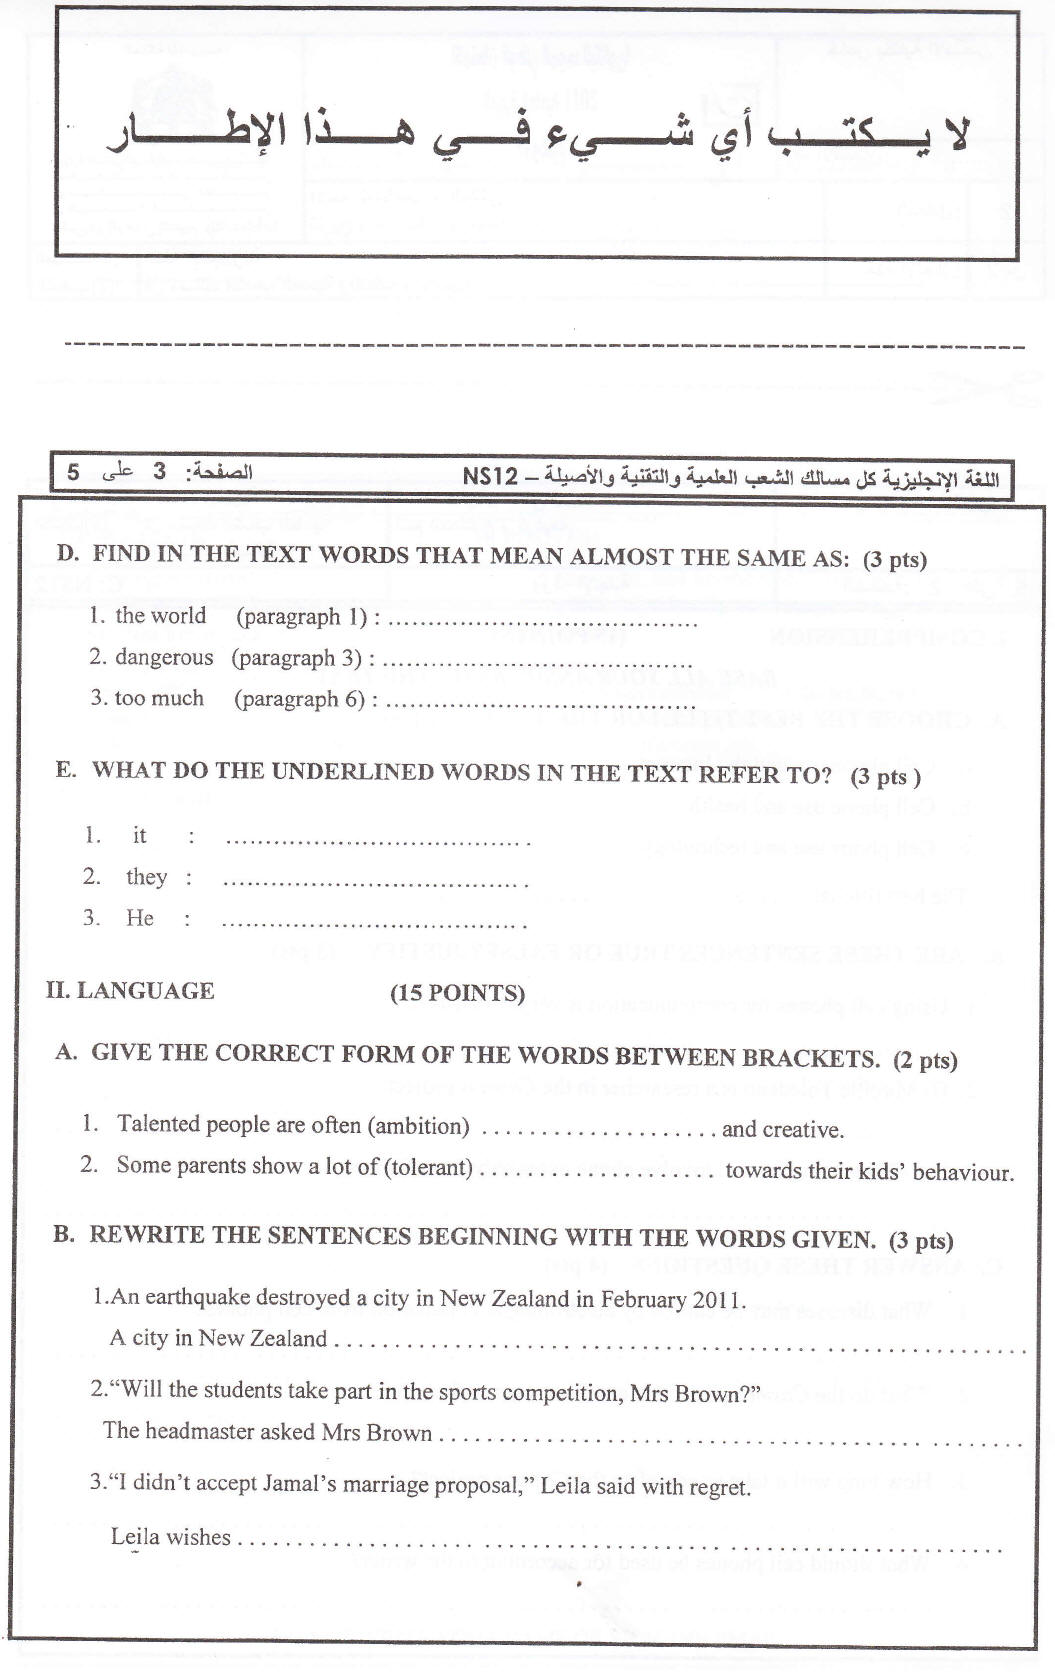 لا يكتب أي شيء في هذا الإطار
اللغة الإنجليزية كل مسالك الشعب العلمية والتقنية والأصيلة – NS12 الصفحة: 3 على 5
D. FIND IN THE TEXT WORDS THAT MEAN ALMOST THE SAME AS: (3 pts)
1. the world (paragraph 1) : ....................................
2. dangerous (paragraph 3) : ....................................
3. too much (paragraph 6) : ....................................
E. WHAT DO THE UNDERLINED WORDS IN THE TEXT REFER TO? (3 pts )
1. it : ....................................
2. they : ....................................
3. He : ....................................
II. LANGUAGE (15 POINTS)
A. GIVE THE CORRECT FORM OF THE WORDS BETWEEN BRACKETS. (2 pts)
1. Talented people are often (ambition) .................... and creative.
2. Some parents show a lot of (tolerant) .................... towards their kids’ behaviour.
B. REWRITE THE SENTENCES BEGINNING WITH THE WORDS GIVEN. (3 pts)
1.An earthquake destroyed a city in New Zealand in February 2011.
A city in New Zealand ............................................................
2.“Will the students take part in the sports competition, Mrs Brown?”
The headmaster asked Mrs Brown ..................................................
3.“I didn’t accept Jamal’s marriage proposal,” Leila said with regret.
Leila wishes ................................................................